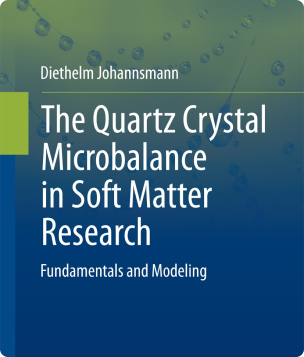 Diethelm Johannsmann
The Quartz Crystal
Microbalance
in Soft Matter
Research
Fundamentals and Modeling